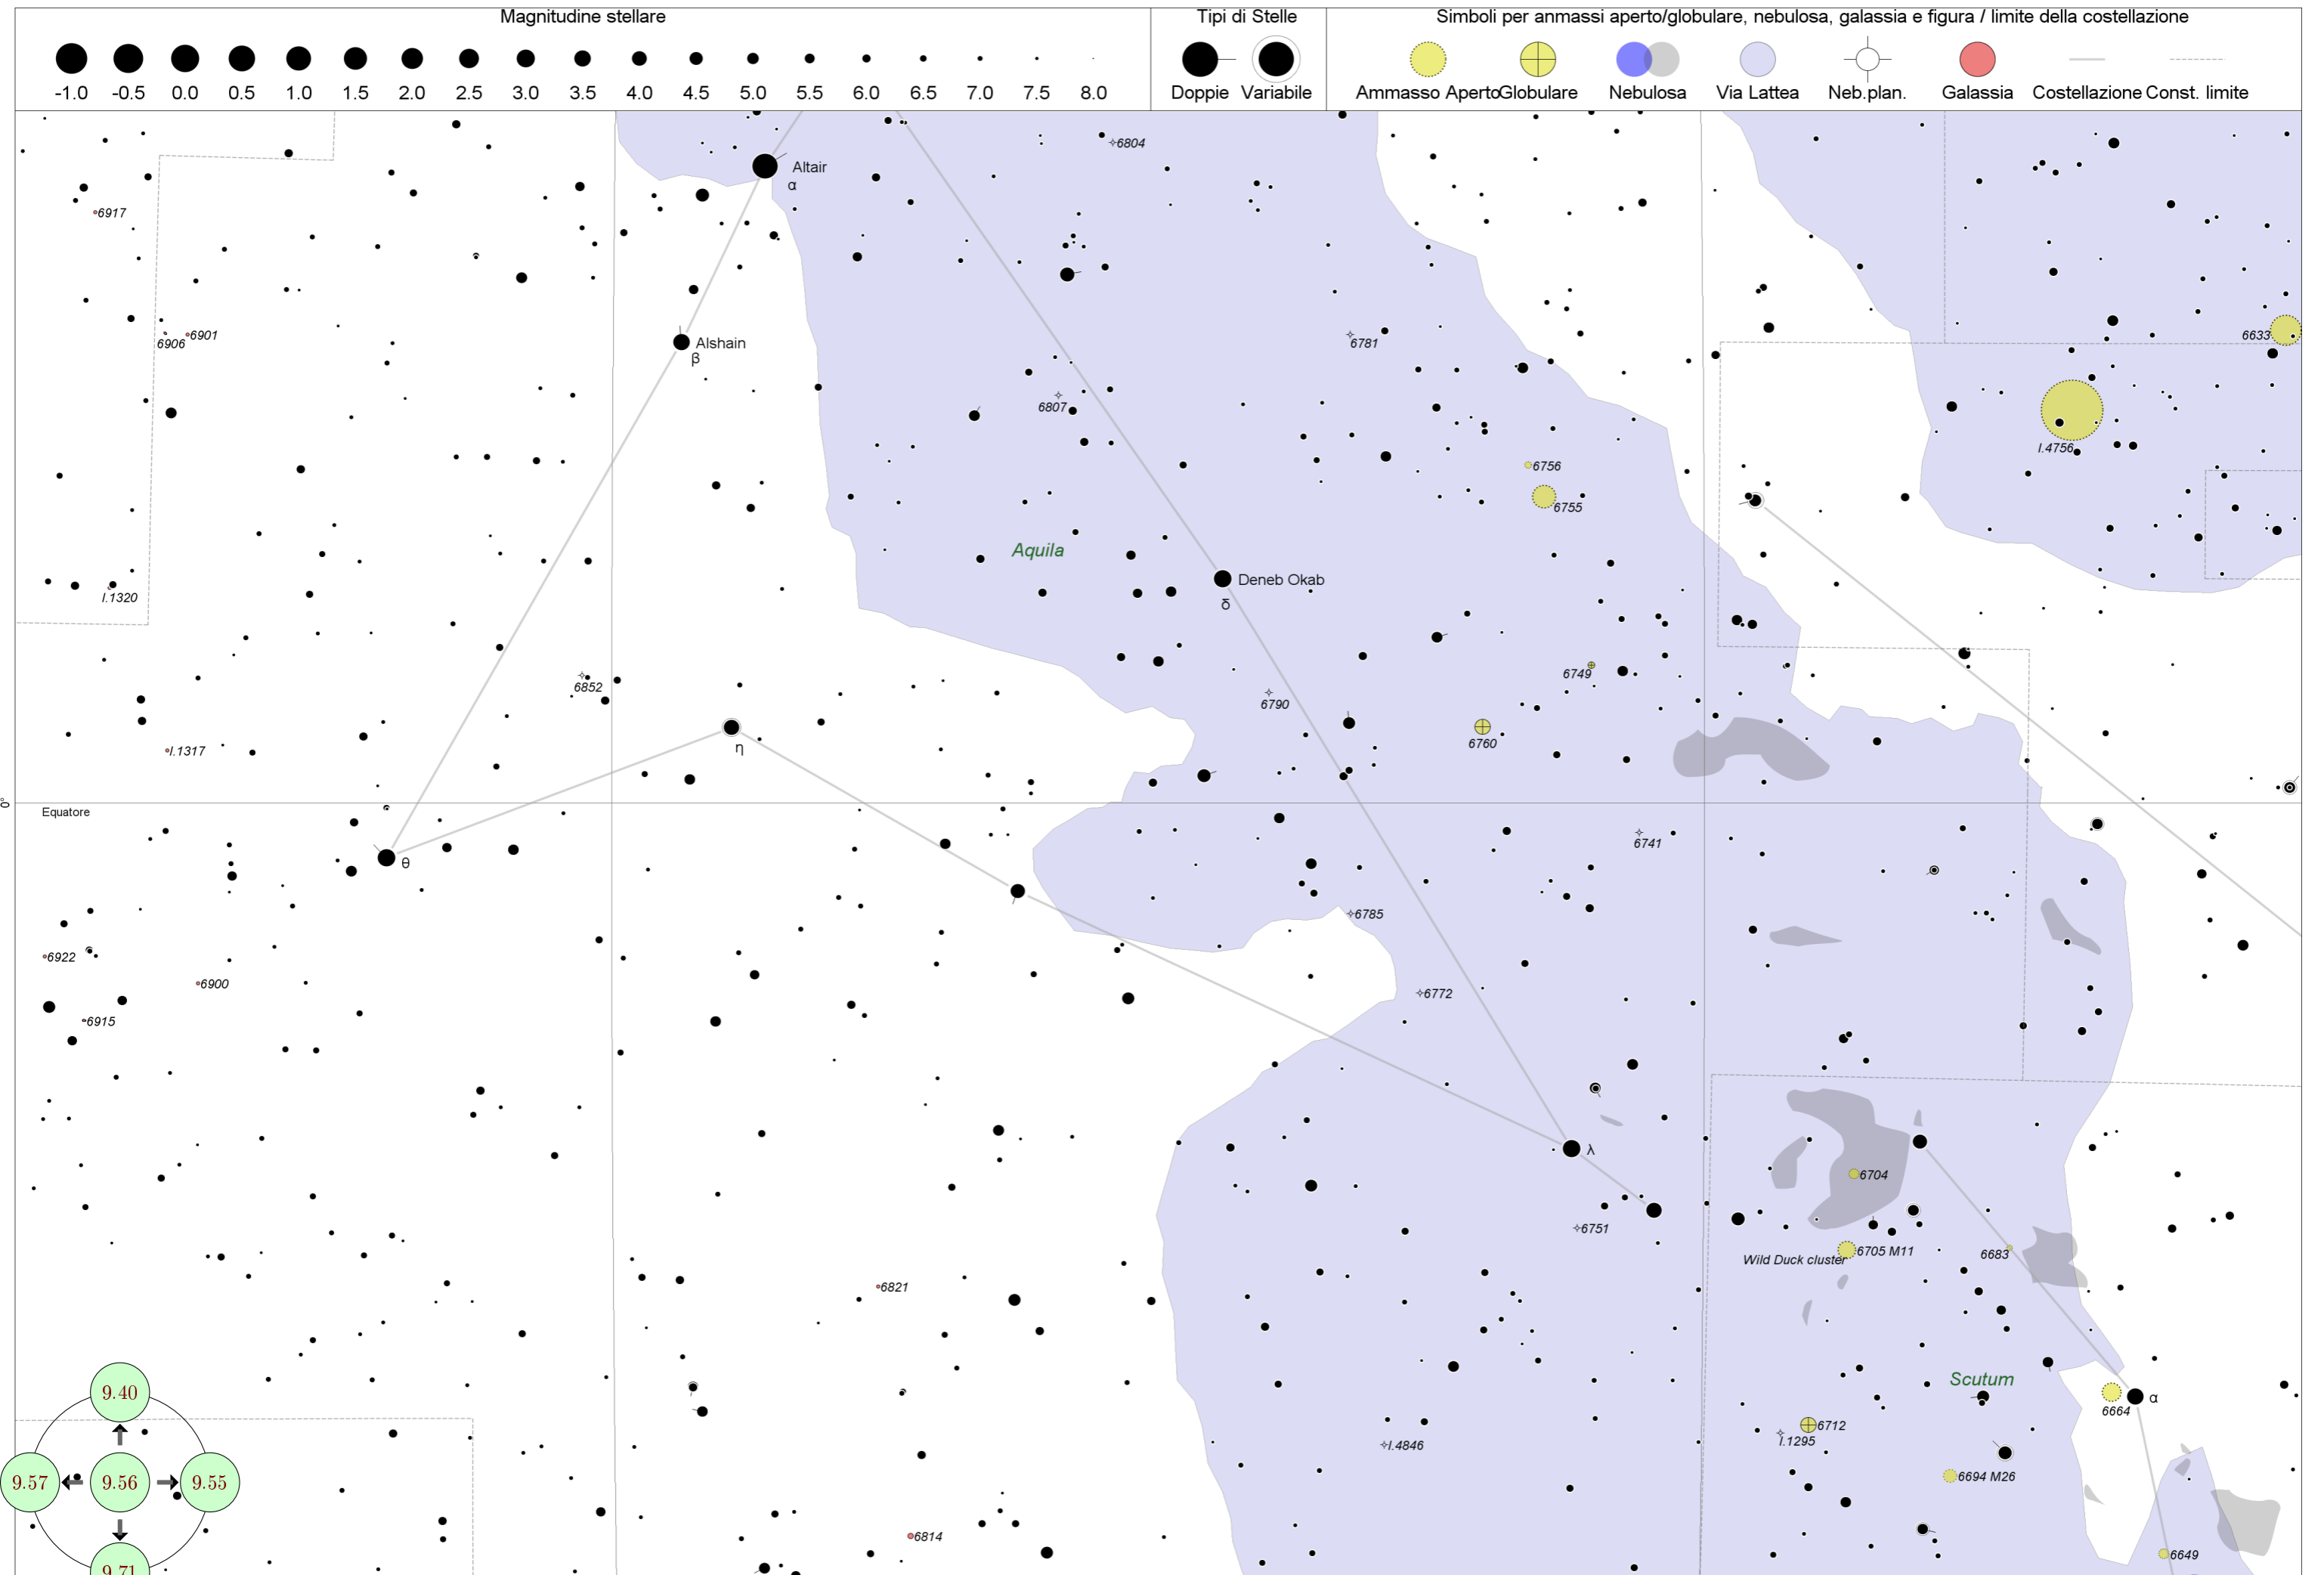 Magnitudine stellare
Tipi di Stelle
Simboli per anmassi aperto/globulare, nebulosa, galassia e figura / limite della costellazione
-1.0 -0.5 0.0 0.5 1.0 1.5 2.0 2.5 3.0 3.5 4.0 4.5 5.0 5.5 6.0 6.5 7.0 7.5 8.0
Doppie Variabile
Ammasso Aperto Globulare Nebulosa Via Lattea Neb.plan. Galassia Costellazione Const. limite
6804
Altair
α
6917
6901
6906
Alshain
β
6781
6633
6807
I.4756
6756
6755
Aquila
Deneb Okab
δ
I.1320
6749
6852
6790
η
6760
I.1317
0°
Equatore
6741
θ
6785
6922
6900
6772
6915
λ
6704
6751
6705 M11
Wild Duck cluster
6683
6821
Scutum
9.40
α
6664
6712
I.1295
I.4846
9.57
9.56
9.55
6694 M26
6814
6649
9.71